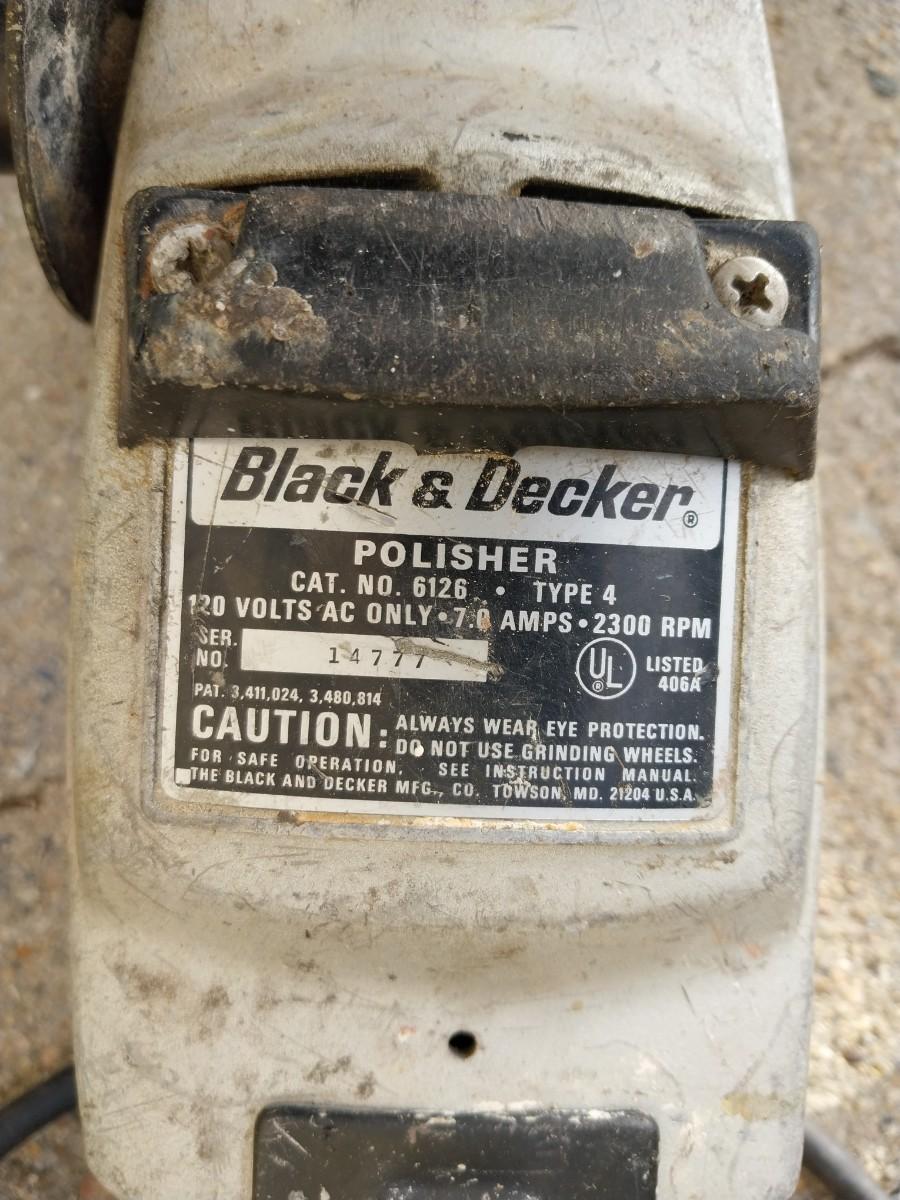 Black & Decker®
POLISHER
CAT. NO. 6126 • TYPE 4
120 VOLTS AC ONLY • 7.0 AMPS • 2300 RPM
SER. NO. 14777
UL® LISTED 406A
PAT. 3,411,024, 3,480,814
CAUTION: ALWAYS WEAR EYE PROTECTION.
DO NOT USE GRINDING WHEELS.
FOR SAFE OPERATION, SEE INSTRUCTION MANUAL.
THE BLACK AND DECKER MFG., CO. TOWSON, MD. 21204 U.S.A.